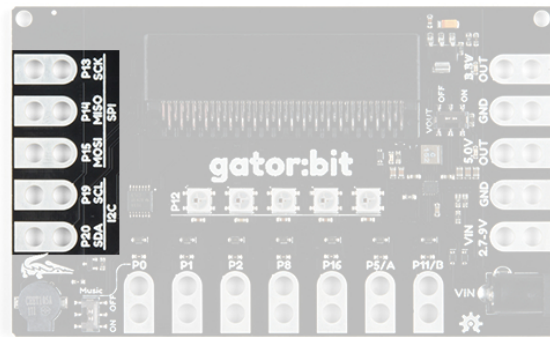 P13 SCK
P14 MISO
P15 MOSI
SPI
P19 SCL
P20 SDA
I2C
gator:bit
P12
3.3V OUT
GND
5.0V OUT
GND
VIN 2.7-9V
VOUT
OFF
ON
P0 P1 P2 P8 P16 P5/A P11/B
Music
OFF
ON
VIN